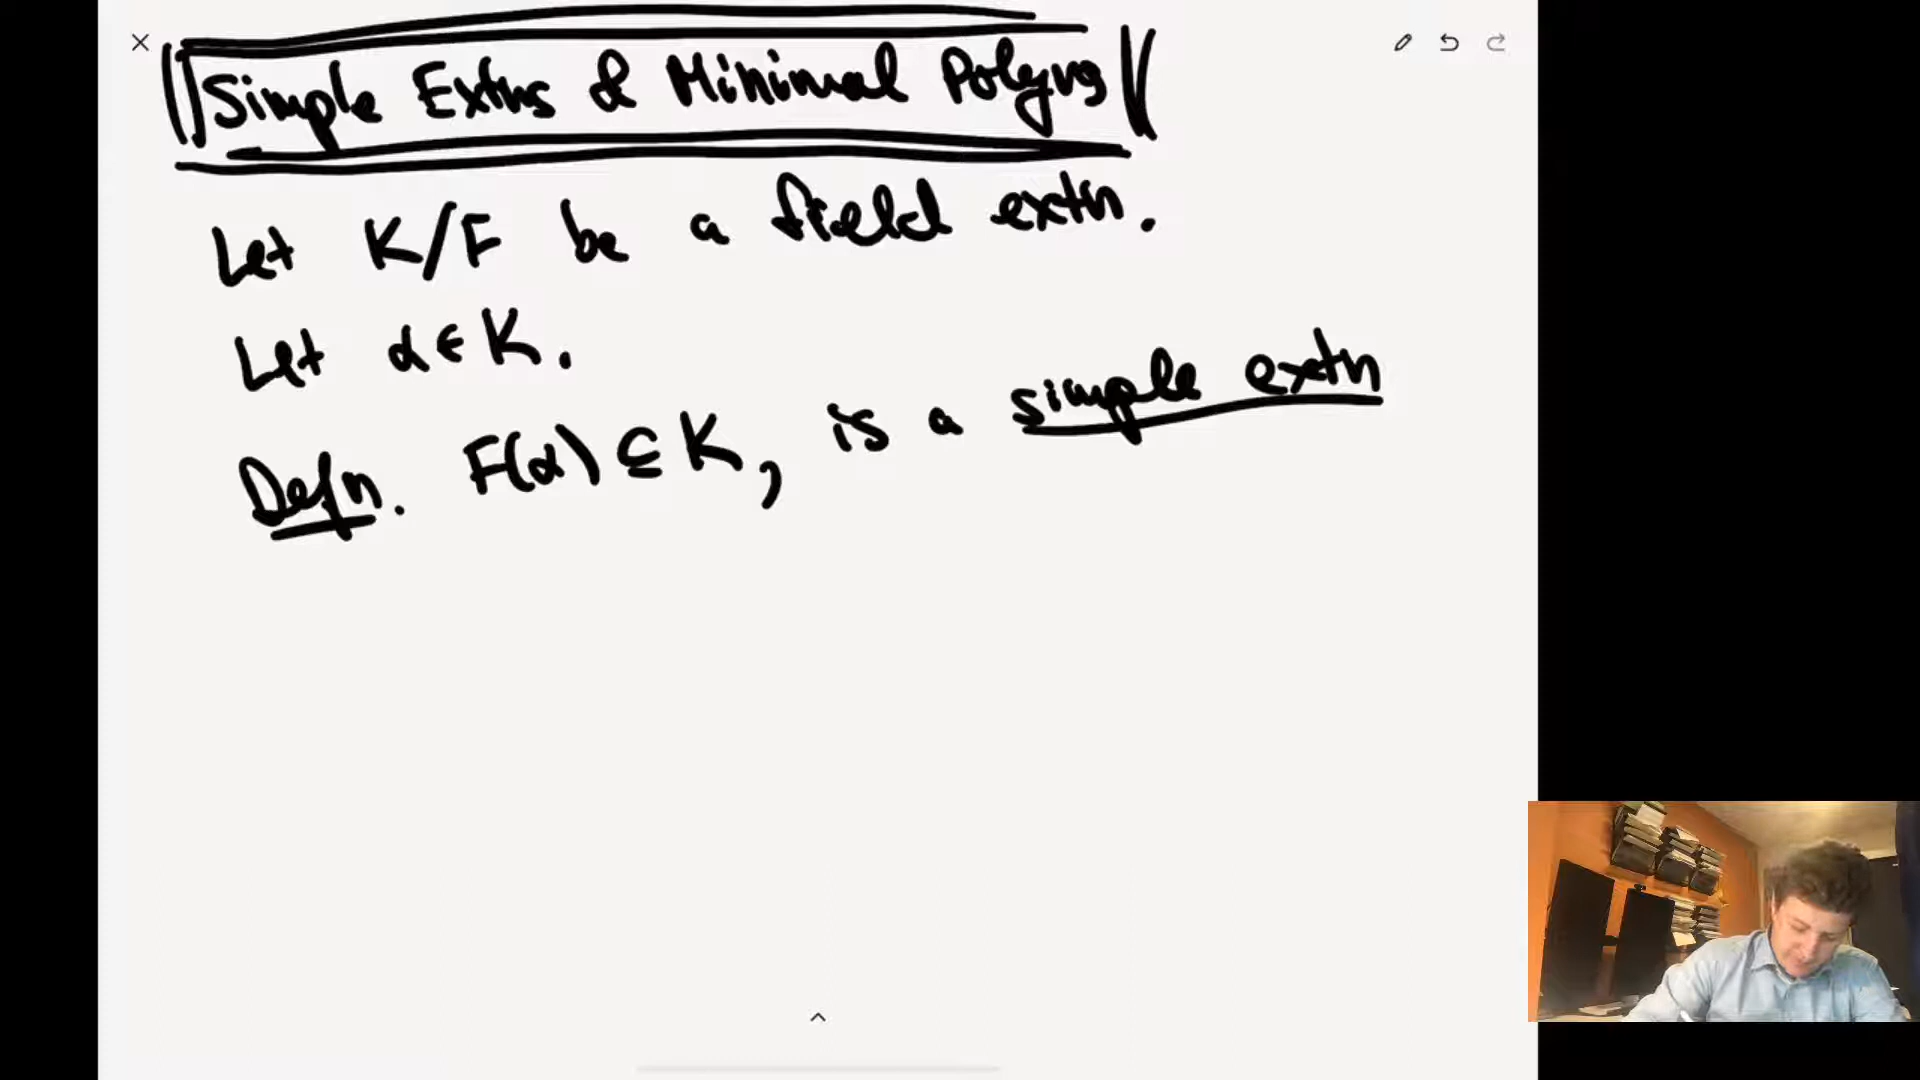 Simple Extns & Minimal Polyns
Let K/F be a field extn.
Let α∈K.
Defn. F(α) ⊆ K, is a simple extn